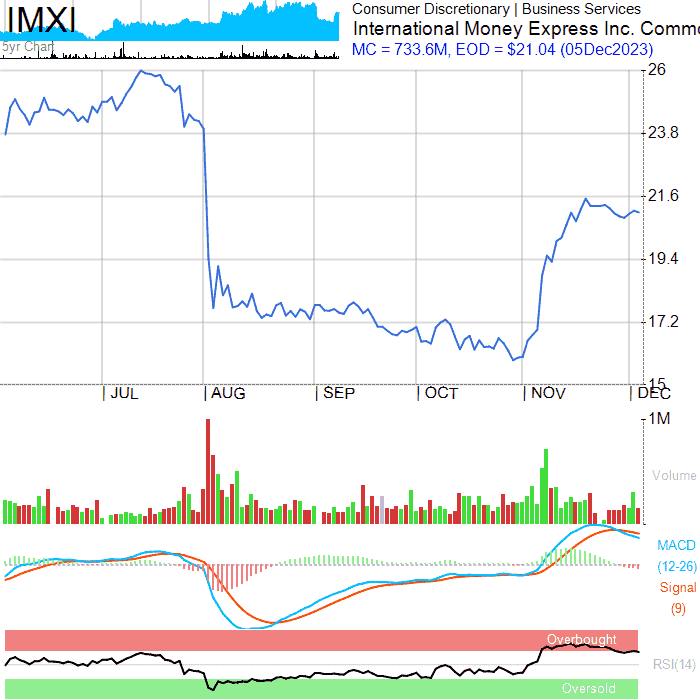 IMXI
5yr Chart
Consumer Discretionary | Business Services
International Money Express Inc. Commo
MC = 733.6M, EOD = $21.04 (05Dec2023)
26
23.8
21.6
19.4
17.2
15
| JUL | AUG | SEP | OCT | NOV | DEC
1M
Volume
MACD
(12-26)
Signal
(9)
Overbought
RSI(14)
Oversold